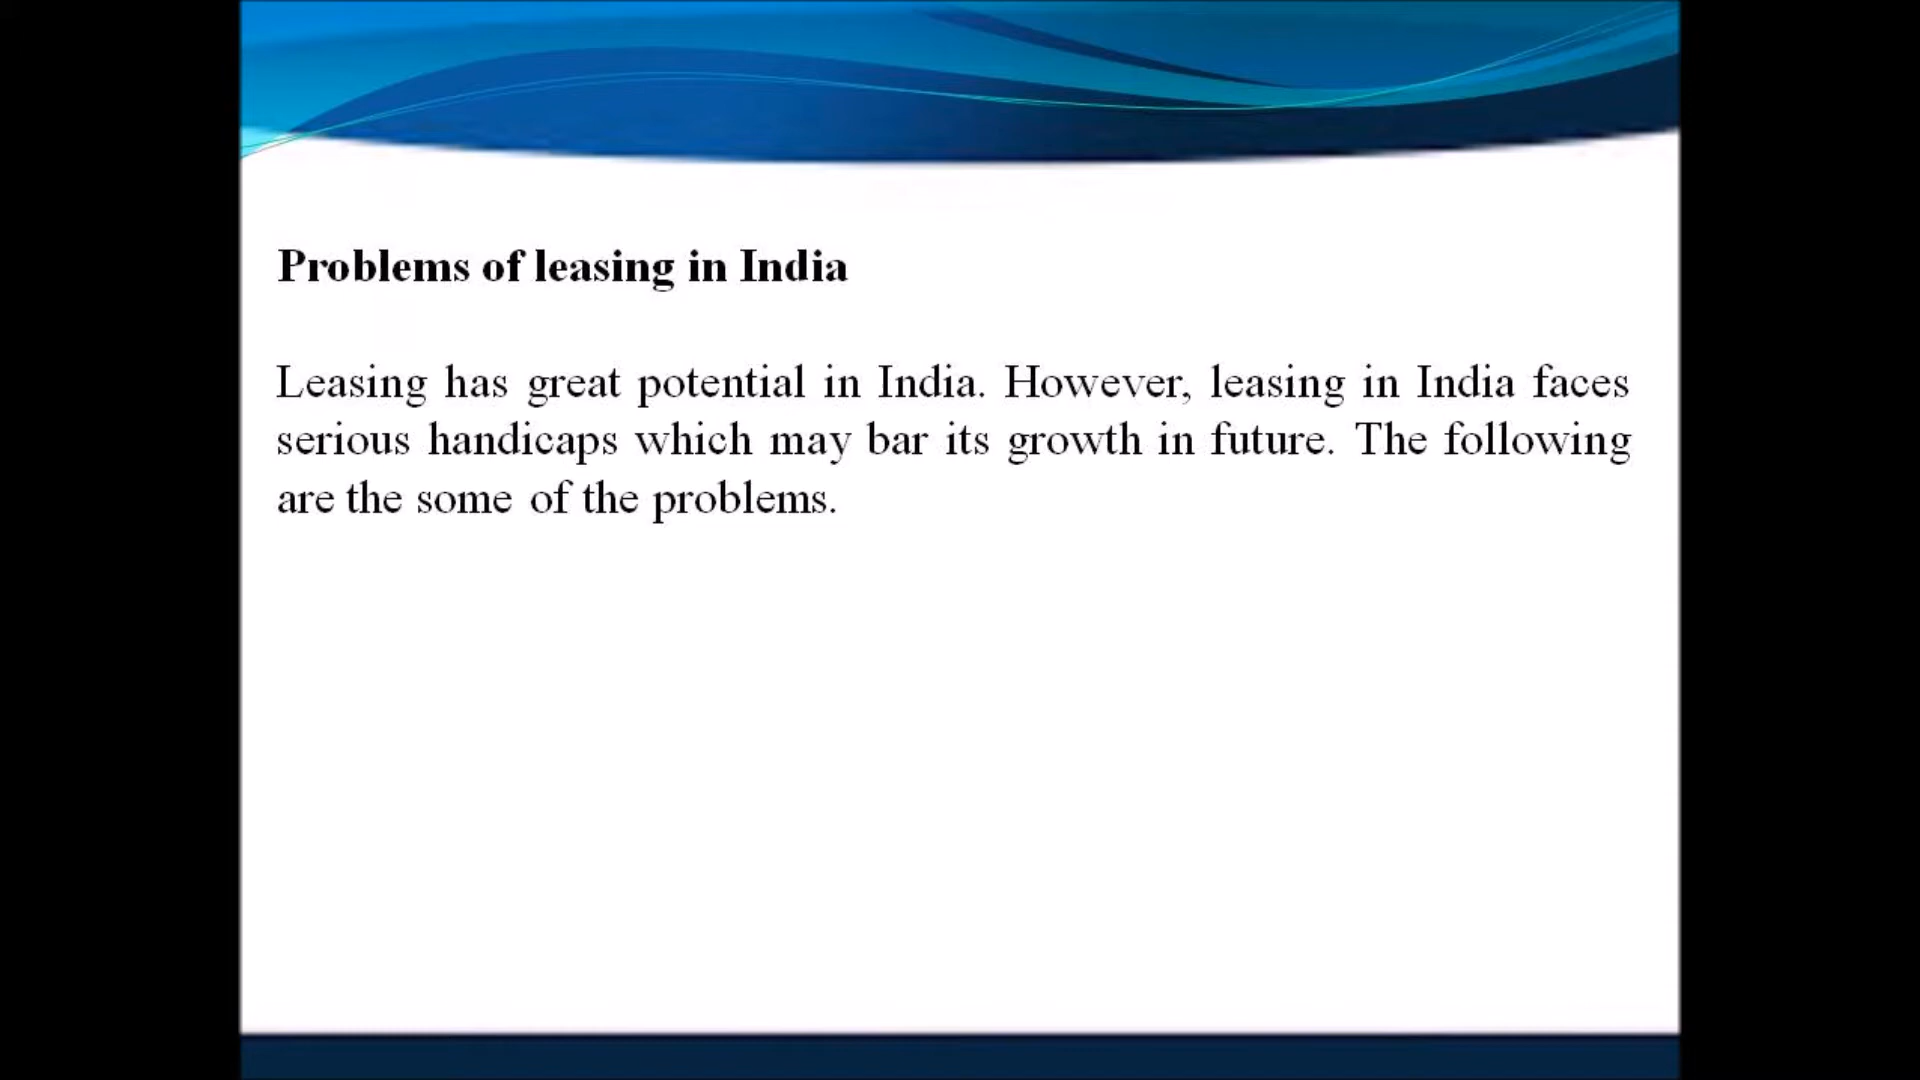 Problems of leasing in India
Leasing has great potential in India. However, leasing in India faces
serious handicaps which may bar its growth in future. The following
are the some of the problems.